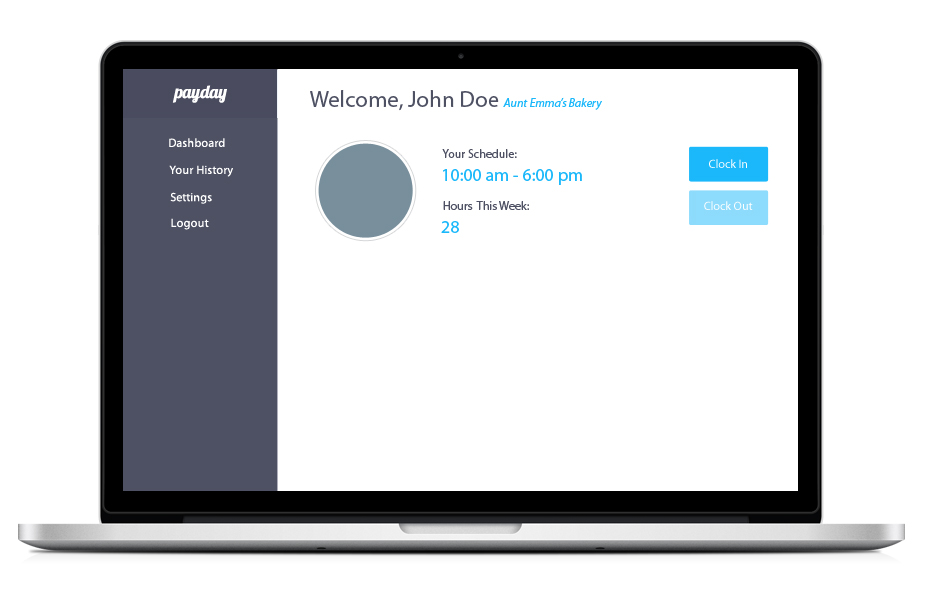 payday
Dashboard
Your History
Settings
Logout
Welcome, John Doe Aunt Emma's Bakery
Your Schedule:
10:00 am - 6:00 pm
Hours This Week:
28
Clock In
Clock Out